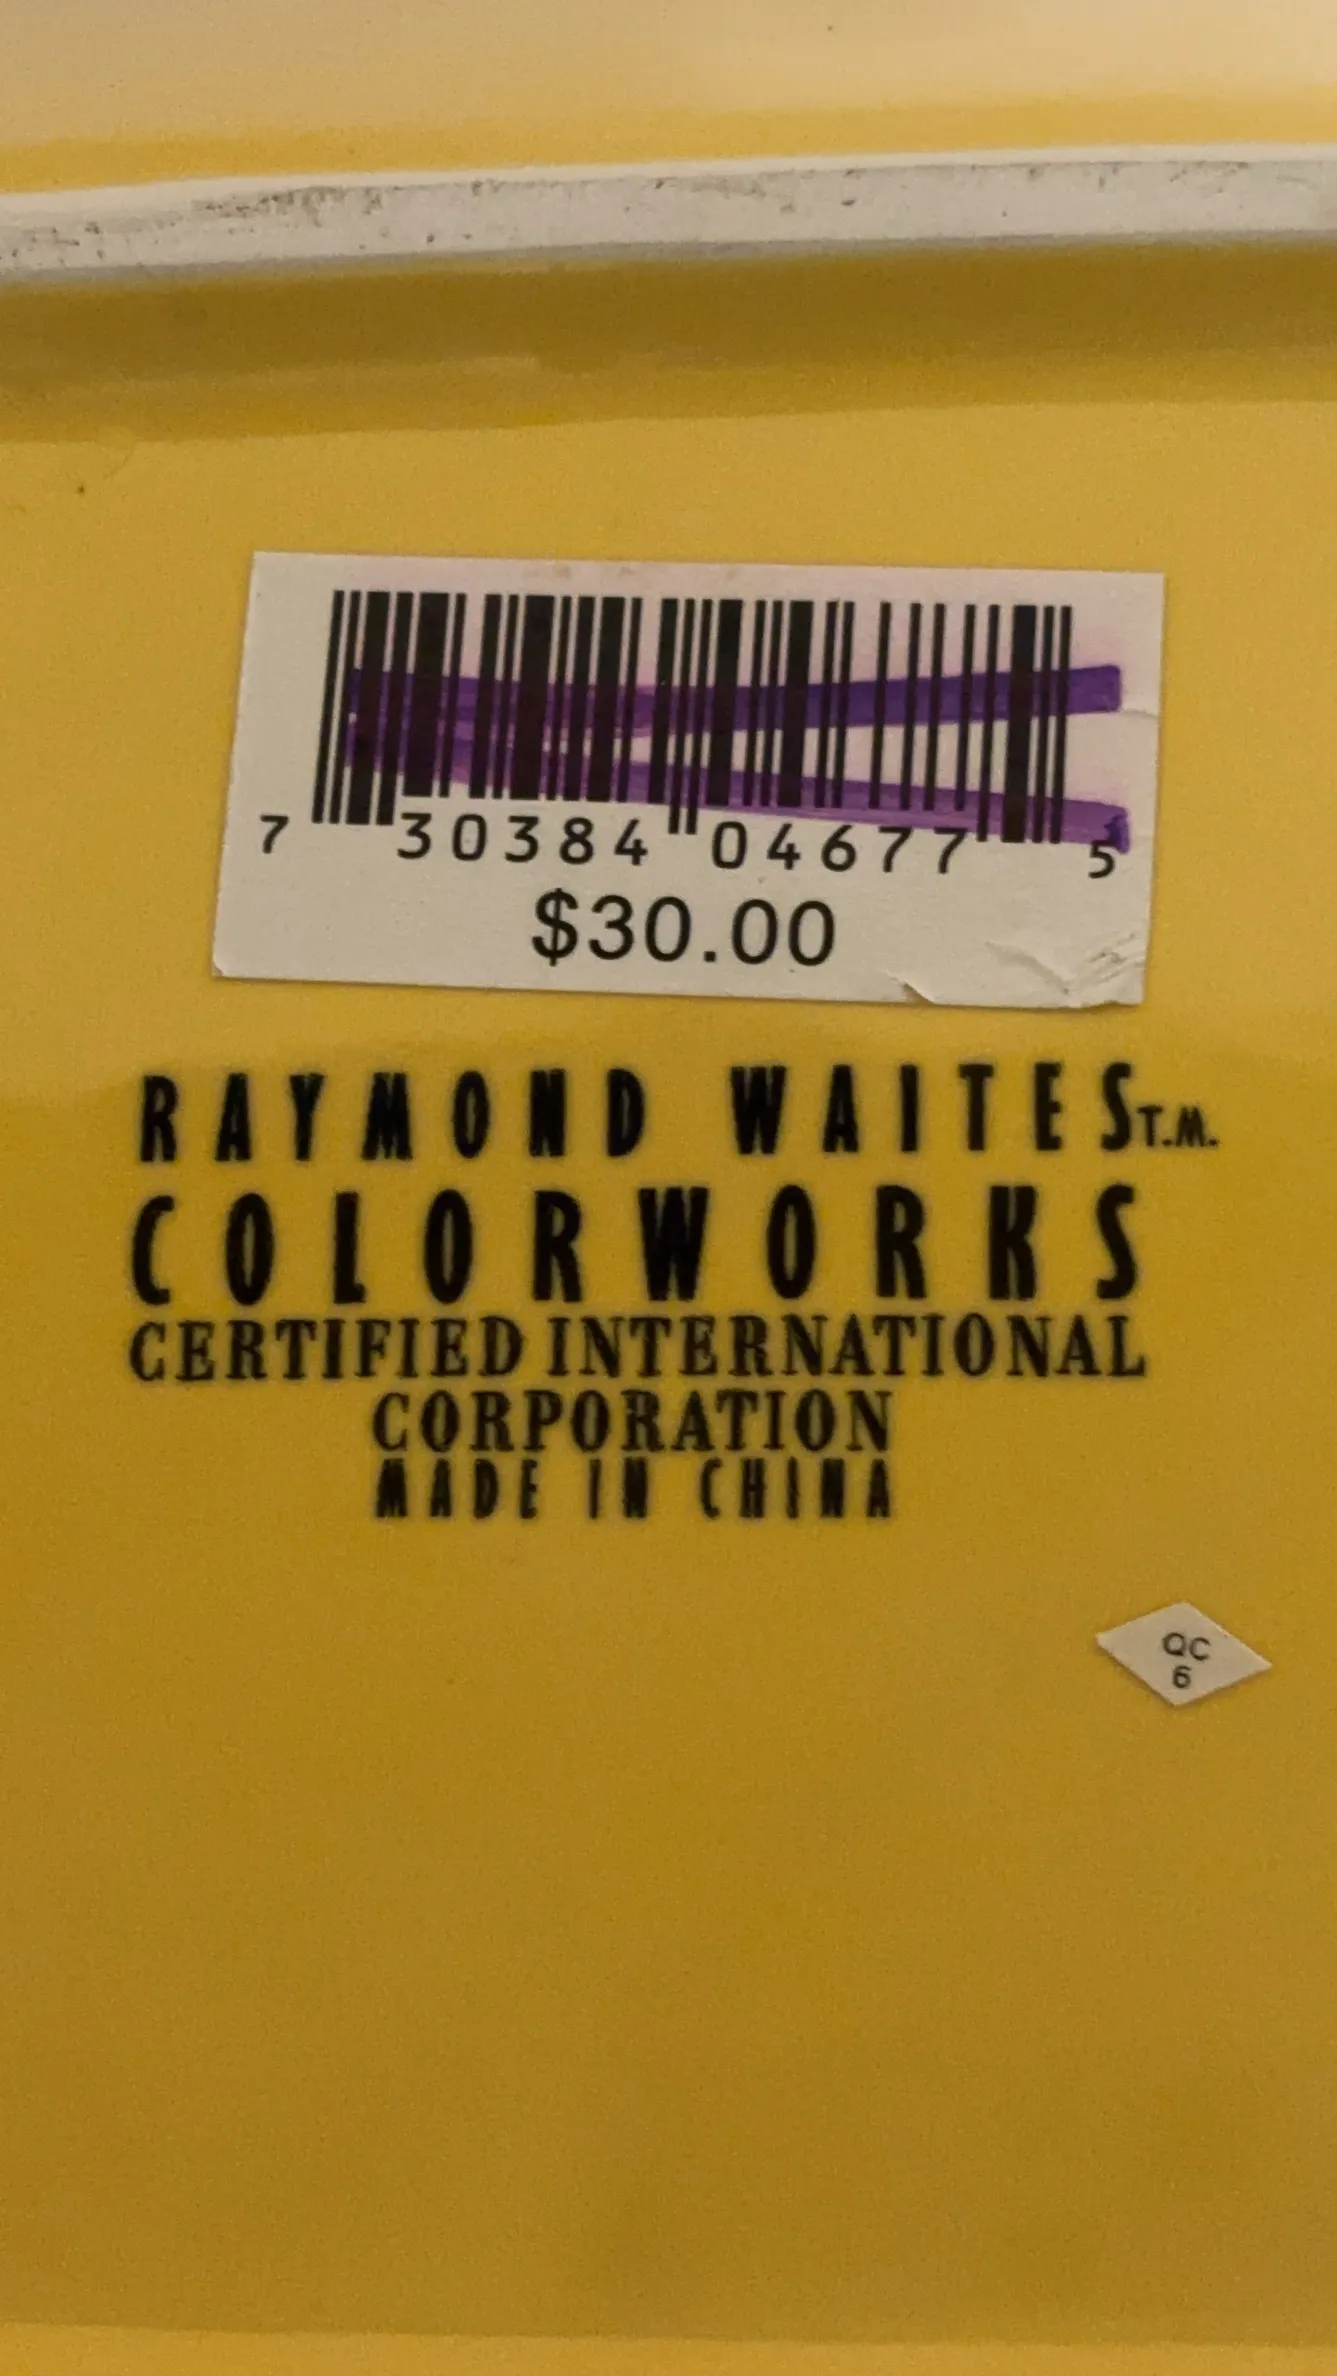 7 30384 04677 5
$30.00
RAYMOND WAITES T.M.
COLORWORKS
CERTIFIED INTERNATIONAL
CORPORATION
MADE IN CHINA
QC
6